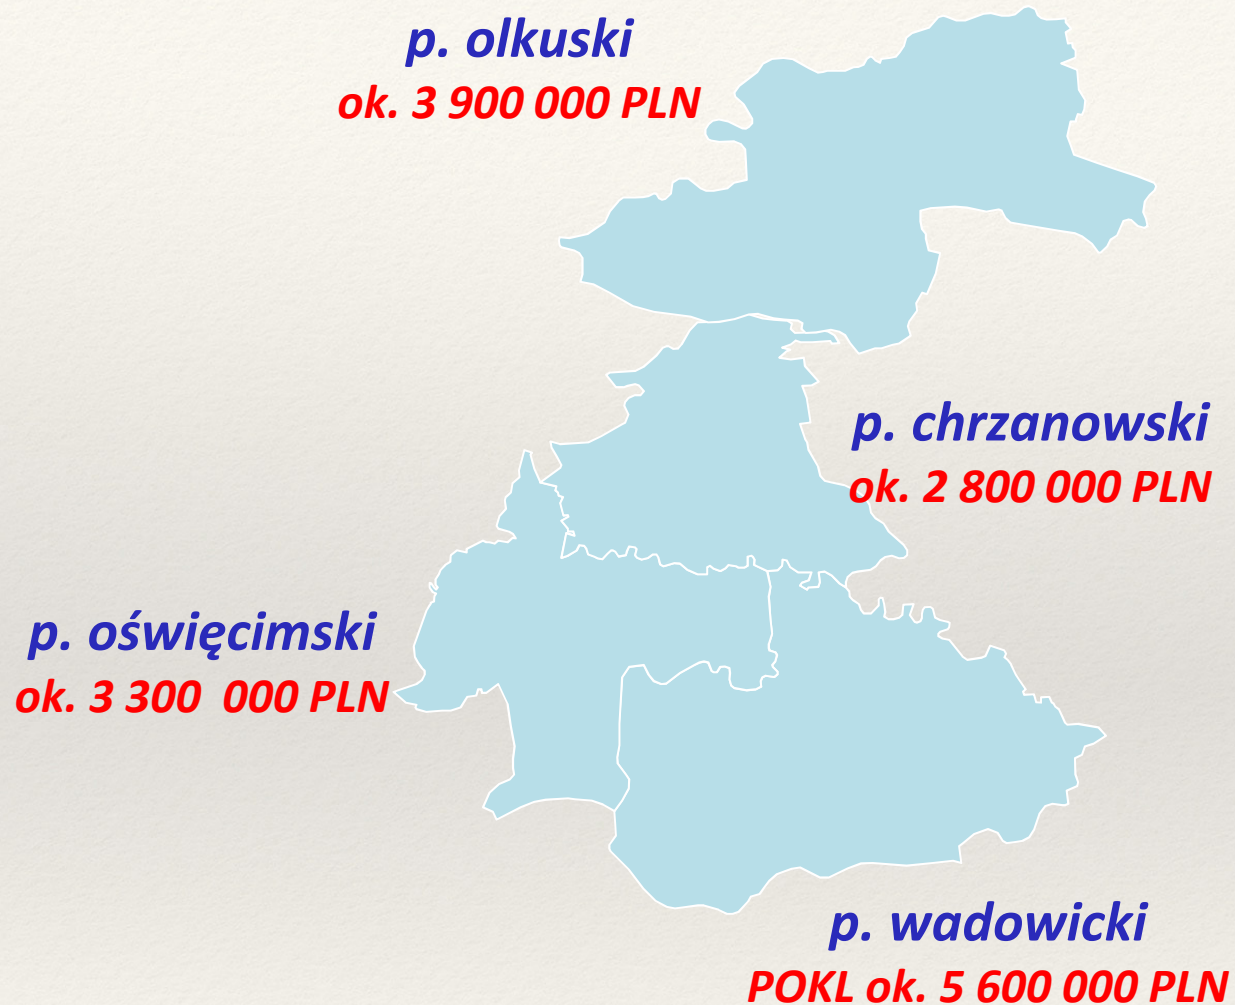 p. olkuski
ok. 3 900 000 PLN
p. chrzanowski
ok. 2 800 000 PLN
p. oświęcimski
ok. 3 300  000 PLN
p. wadowicki
POKL ok. 5 600 000 PLN